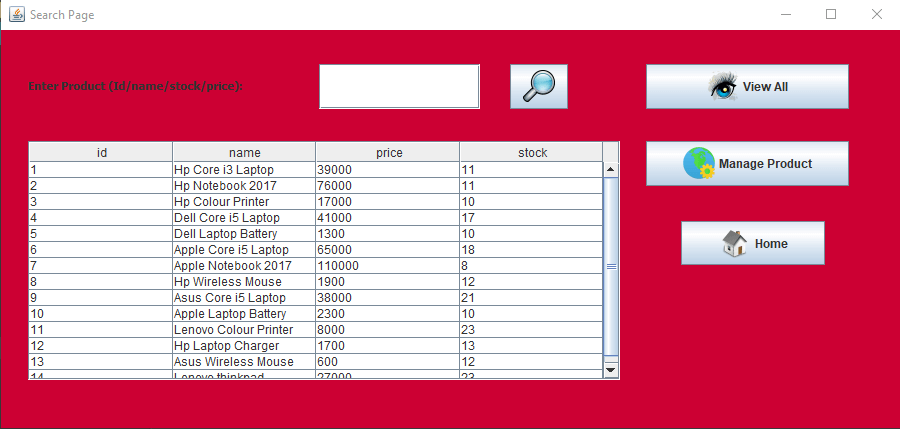 Search Page
Enter Product (Id/name/stock/price):
View All
Manage Product
Home
id name price stock
1 Hp Core i3 Laptop 39000 11
2 Hp Notebook 2017 76000 11
3 Hp Colour Printer 17000 10
4 Dell Core i5 Laptop 41000 17
5 Dell Laptop Battery 1300 10
6 Apple Core i5 Laptop 65000 18
7 Apple Notebook 2017 110000 8
8 Hp Wireless Mouse 1900 12
9 Asus Core i5 Laptop 38000 21
10 Apple Laptop Battery 2300 10
11 Lenovo Colour Printer 8000 23
12 Hp Laptop Charger 1700 13
13 Asus Wireless Mouse 600 12
14 Lenovo thinkpad 27000 23